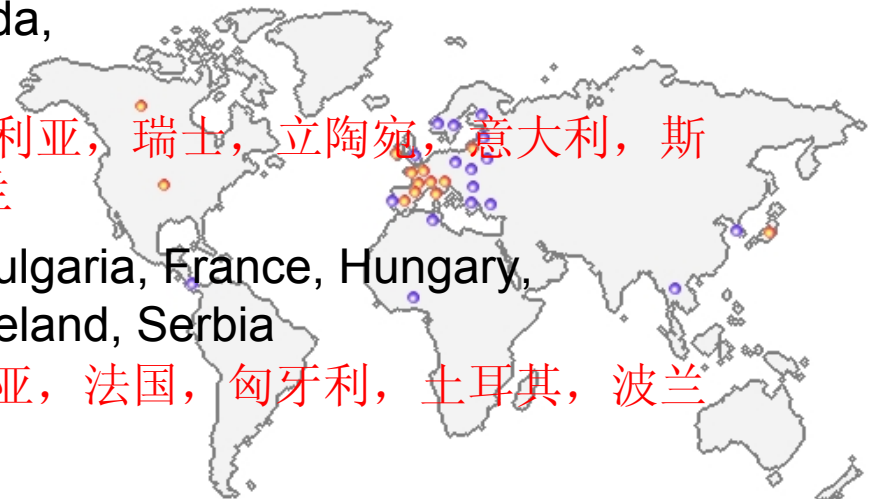 da,
利亚，瑞士，立陶宛，意大利，斯
ulgaria, France, Hungary,
eland, Serbia
亚，法国，匈牙利，土耳其，波兰